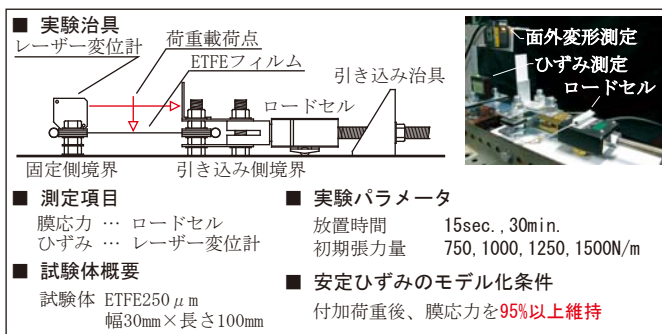 ■ 実験治具
レーザー変位計
荷重載荷点
ETFEフィルム
引き込み治具
ロードセル
固定側境界
引き込み側境界
面外変形測定
ひずみ測定
ロードセル
■ 測定項目
膜応力 … ロードセル
ひずみ … レーザー変位計
■ 試験体概要
試験体 ETFE250μm
幅30mm×長さ100mm
■ 実験パラメータ
放置時間 15sec.,30min.
初期張力量 750,1000,1250,1500N/m
■ 安定ひずみのモデル化条件
付加荷重後、膜応力を95%以上維持